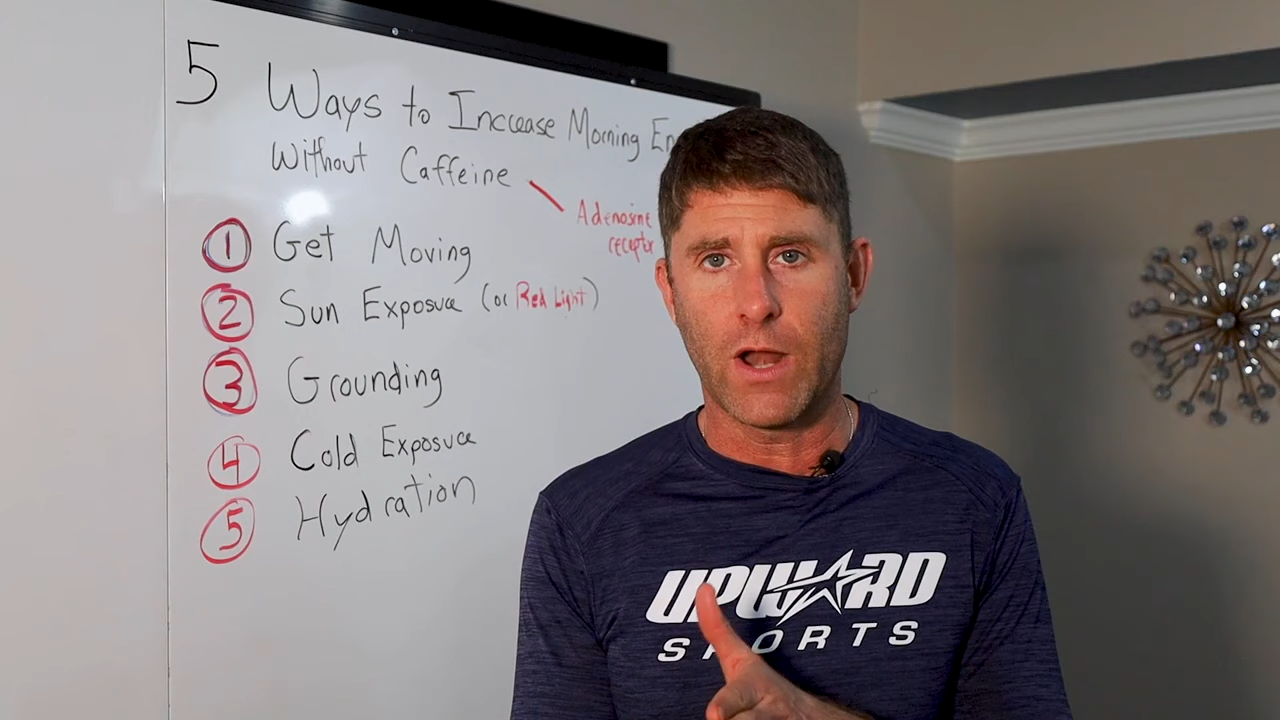 5 Ways to Increase Morning En
Without Caffeine
Adenosine
receptor
1 Get Moving
2 Sun Exposure (or Red Light)
3 Grounding
4 Cold Exposure
5 Hydration
UPWARD
SPORTS